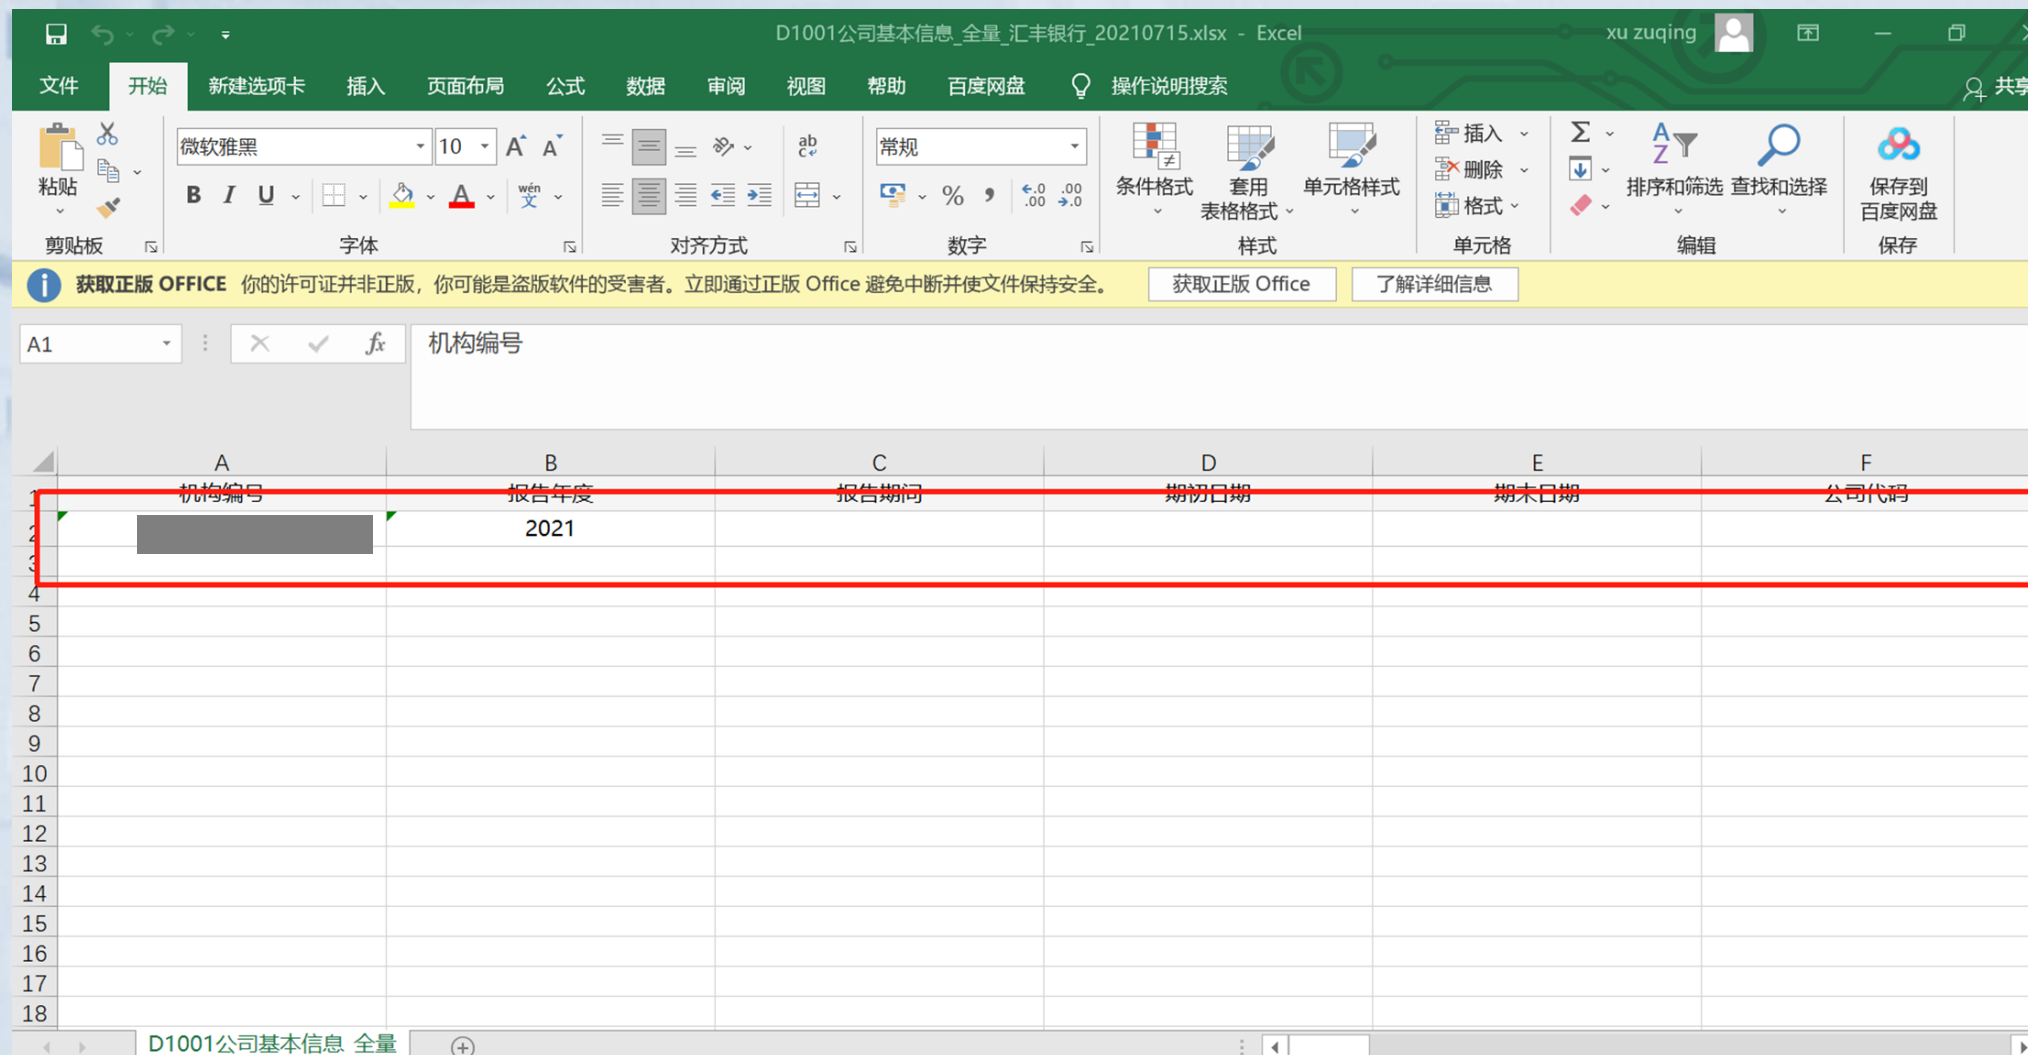 D1001公司基本信息_全量_汇丰银行_20210715.xlsx - Excel
xu zuqing
文件 开始 新建选项卡 插入 页面布局 公式 数据 审阅 视图 帮助 百度网盘 操作说明搜索 共享
粘贴
剪贴板
微软雅黑 10 A A
B I U A wén 文
字体
ab c
对齐方式
常规
% , .0 .00 .00 .0
数字
条件格式 套用 表格格式 单元格样式
样式
插入
删除
格式
单元格
Σ A Z 排序和筛选 查找和选择
编辑
保存到 百度网盘
保存
获取正版 OFFICE 你的许可证并非正版，你可能是盗版软件的受害者。立即通过正版 Office 避免中断并使文件保持安全。 获取正版 Office 了解详细信息
A1 fx 机构编号
A B C D E F
1 机构编号 报告年度 报告期间 期初日期 期末日期 公司代码
2 2021
3
4
5
6
7
8
9
10
11
12
13
14
15
16
17
18
D1001公司基本信息_全量